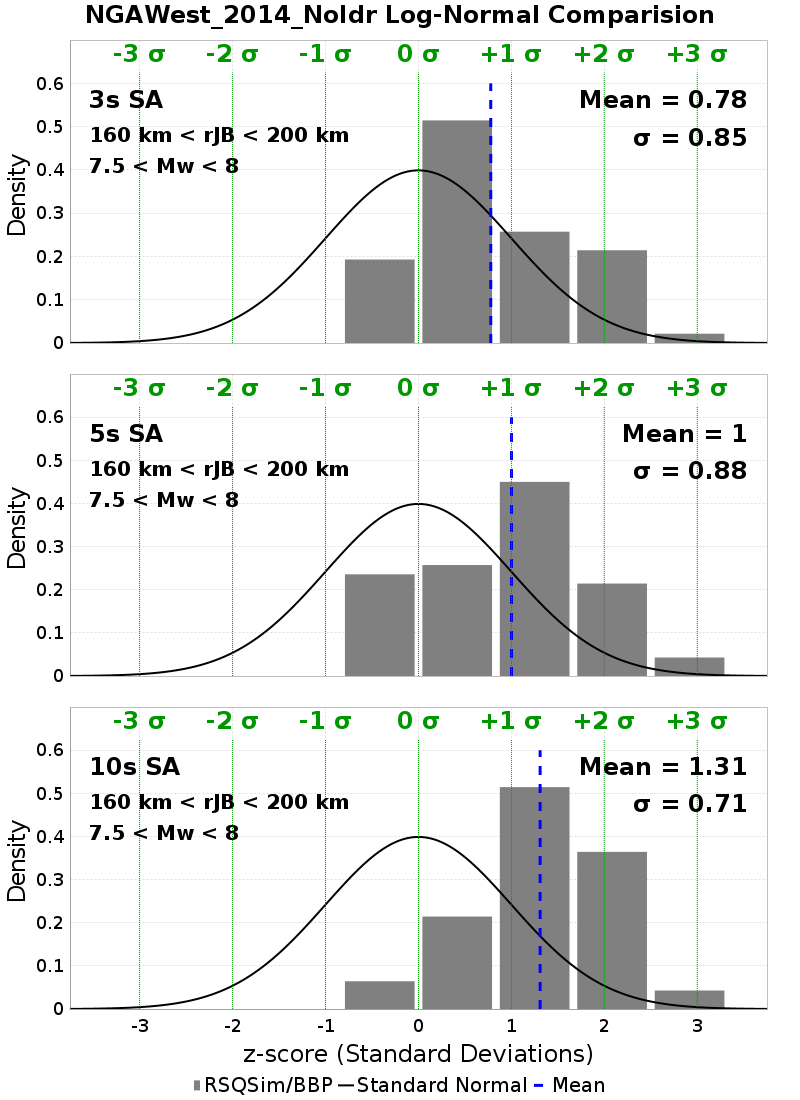 NGAWest_2014_NoIdr Log-Normal Comparision
-3 σ -2 σ -1 σ 0 σ +1 σ +2 σ +3 σ
0.6
3s SA
Mean = 0.78
0.5
160 km < rJB < 200 km
σ = 0.85
7.5 < Mw < 8
0.4
0.3
0.2
0.1
0
Density
-3 σ -2 σ -1 σ 0 σ +1 σ +2 σ +3 σ
0.6
5s SA
Mean = 1
0.5
160 km < rJB < 200 km
σ = 0.88
7.5 < Mw < 8
0.4
0.3
0.2
0.1
0
Density
-3 σ -2 σ -1 σ 0 σ +1 σ +2 σ +3 σ
0.6
10s SA
Mean = 1.31
0.5
160 km < rJB < 200 km
σ = 0.71
7.5 < Mw < 8
0.4
0.3
0.2
0.1
0
Density
-3 -2 -1 0 1 2 3
z-score (Standard Deviations)
RSQSim/BBP Standard Normal Mean